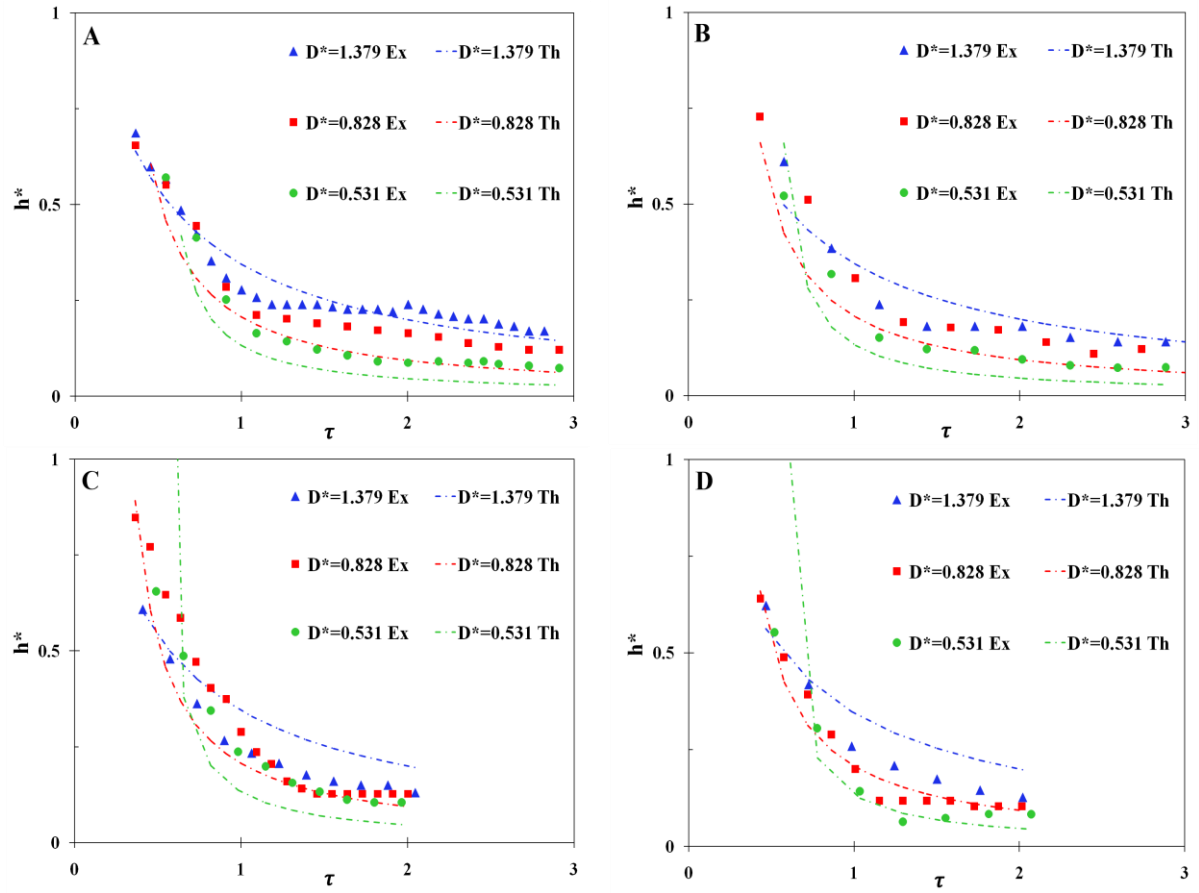 A
1
D*=1.379 Ex D*=1.379 Th
D*=0.828 Ex D*=0.828 Th
D*=0.531 Ex D*=0.531 Th
h*
0.5
0
0 1 2 3
τ
B
1
D*=1.379 Ex D*=1.379 Th
D*=0.828 Ex D*=0.828 Th
D*=0.531 Ex D*=0.531 Th
h*
0.5
0
0 1 2 3
τ
C
1
D*=1.379 Ex D*=1.379 Th
D*=0.828 Ex D*=0.828 Th
D*=0.531 Ex D*=0.531 Th
h*
0.5
0
0 1 2 3
τ
D
1
D*=1.379 Ex D*=1.379 Th
D*=0.828 Ex D*=0.828 Th
D*=0.531 Ex D*=0.531 Th
h*
0.5
0
0 1 2 3
τ